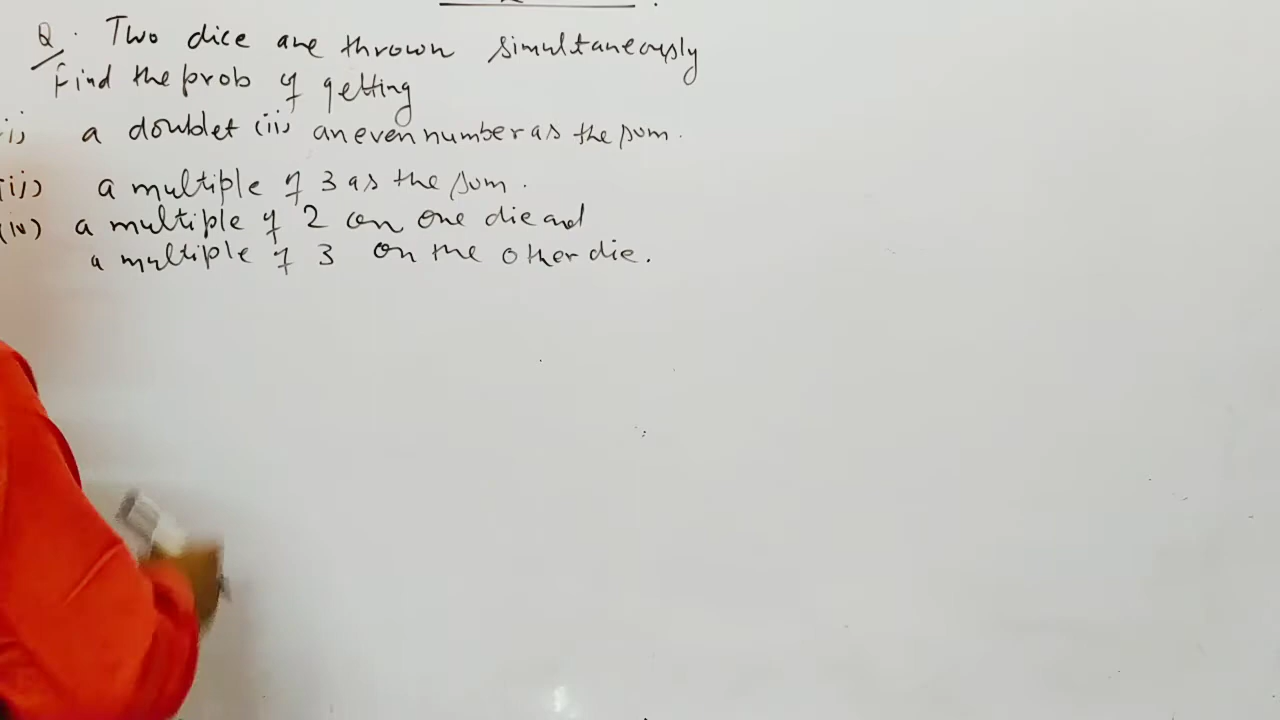 Q. Two dice are thrown simultaneously
Find the prob of getting
i) a doublet (ii) an even number as the sum.
ii) a multiple of 3 as the sum.
(iv) a multiple of 2 on one die and
a multiple of 3 on the other die.